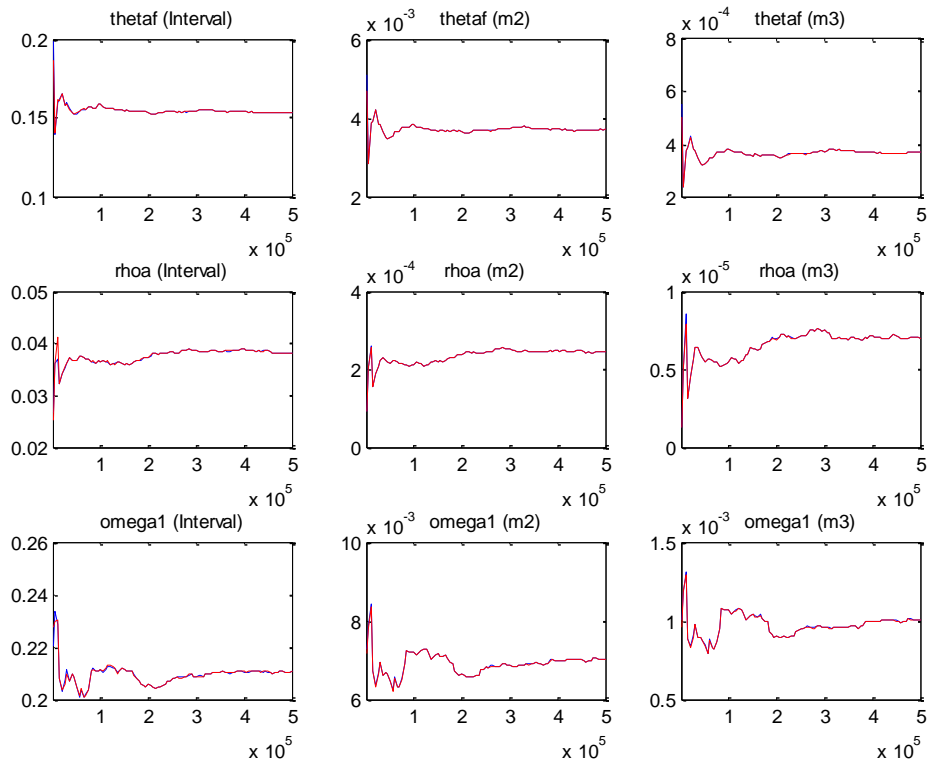 thetaf (Interval)
0.2
0.15
0.1
1 2 3 4 5
x 10^5
x 10^-3
thetaf (m2)
6
4
2
1 2 3 4 5
x 10^5
x 10^-4
thetaf (m3)
8
6
4
2
1 2 3 4 5
x 10^5
rhoa (Interval)
0.05
0.04
0.03
0.02
1 2 3 4 5
x 10^5
x 10^-4
rhoa (m2)
4
2
0
1 2 3 4 5
x 10^5
x 10^-5
rhoa (m3)
1
0.5
0
1 2 3 4 5
x 10^5
omega1 (Interval)
0.26
0.24
0.22
0.21
0.2
1 2 3 4 5
x 10^5
x 10^-3
omega1 (m2)
10
8
6
1 2 3 4 5
x 10^5
x 10^-3
omega1 (m3)
1.5
1
0.5
1 2 3 4 5
x 10^5